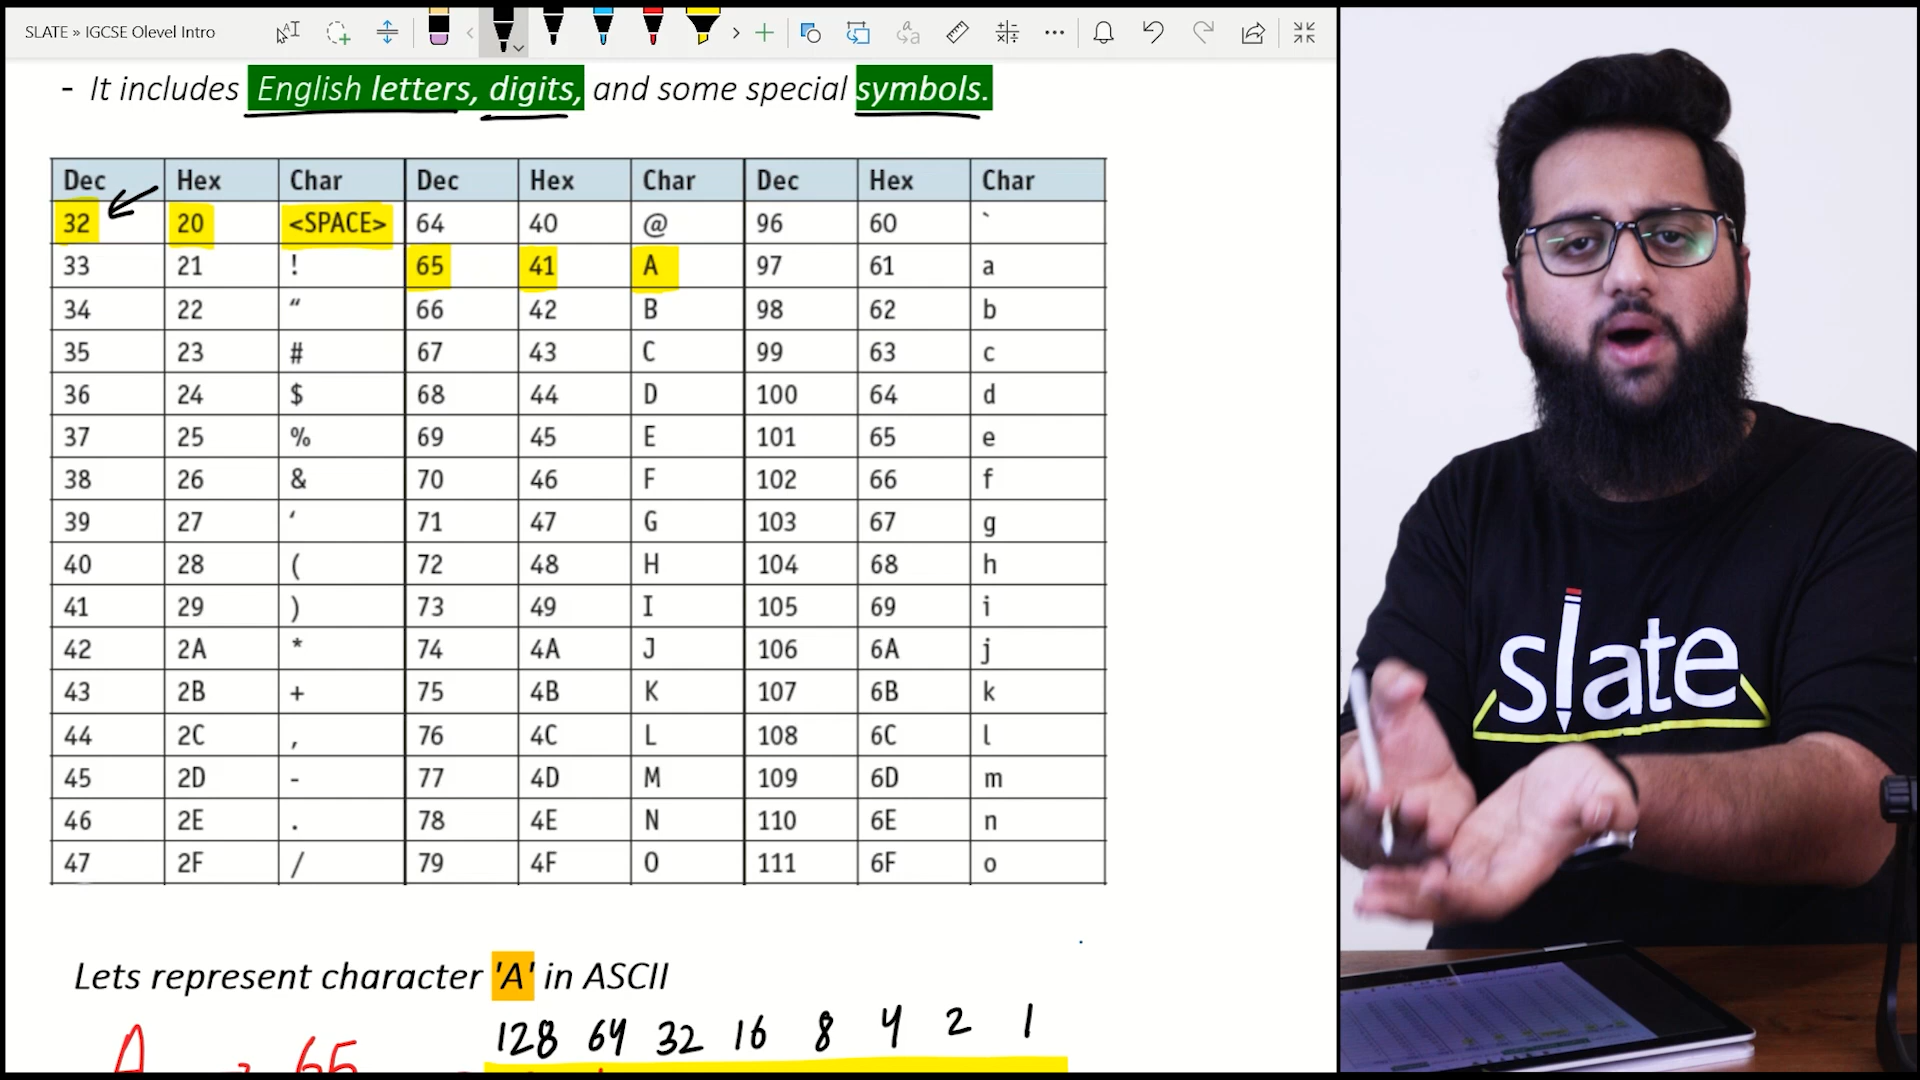 SLATE » IGCSE Olevel Intro
- It includes English letters, digits, and some special symbols.
Dec Hex Char Dec Hex Char Dec Hex Char
32 20 <SPACE> 64 40 @ 96 60 `
33 21 ! 65 41 A 97 61 a
34 22 “ 66 42 B 98 62 b
35 23 # 67 43 C 99 63 c
36 24 $ 68 44 D 100 64 d
37 25 % 69 45 E 101 65 e
38 26 & 70 46 F 102 66 f
39 27 ‘ 71 47 G 103 67 g
40 28 ( 72 48 H 104 68 h
41 29 ) 73 49 I 105 69 i
42 2A * 74 4A J 106 6A j
43 2B + 75 4B K 107 6B k
44 2C , 76 4C L 108 6C l
45 2D - 77 4D M 109 6D m
46 2E . 78 4E N 110 6E n
47 2F / 79 4F O 111 6F o
Lets represent character 'A' in ASCII
128 64 32 16 8 4 2 1
A 65
slate